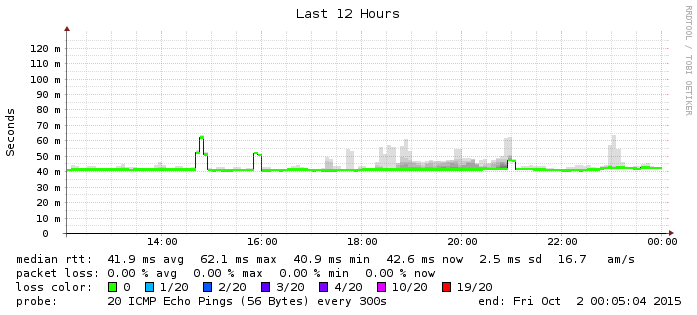 Last 12 Hours
RRDTOOL / TOBI OETIKER
Seconds
120 m
110 m
100 m
90 m
80 m
70 m
60 m
50 m
40 m
30 m
20 m
10 m
0
14:00 16:00 18:00 20:00 22:00 00:00
median rtt: 41.9 ms avg 62.1 ms max 40.9 ms min 42.6 ms now 2.5 ms sd 16.7 am/s
packet loss: 0.00 % avg 0.00 % max 0.00 % min 0.00 % now
loss color: 0 1/20 2/20 3/20 4/20 10/20 19/20
probe: 20 ICMP Echo Pings (56 Bytes) every 300s end: Fri Oct 2 00:05:04 2015